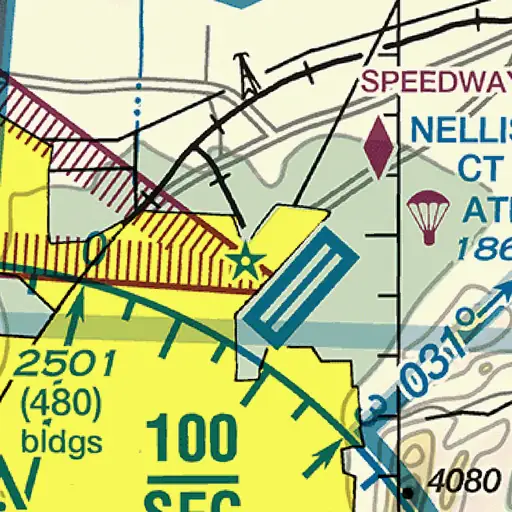 SPEEDWAY
NELLIS
CT
ATI
186
031°
2501
(480)
bldgs
100
SFC
4080